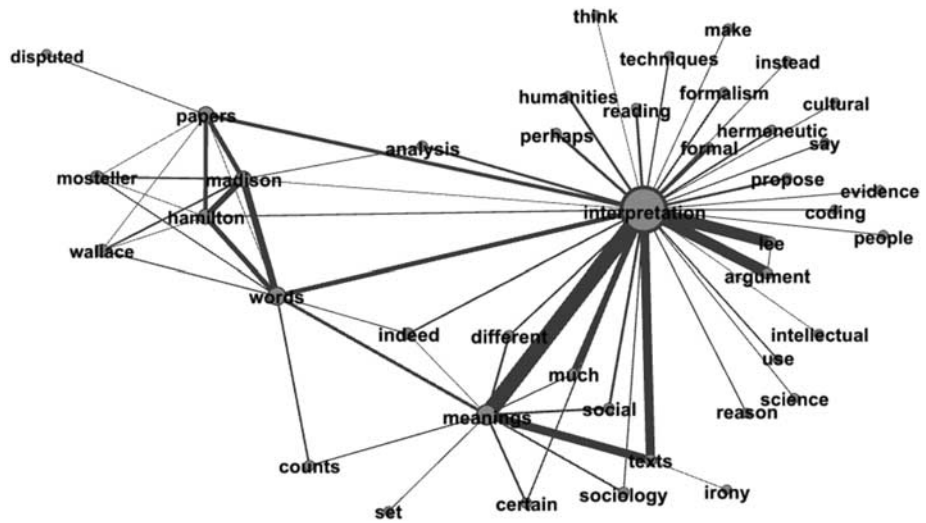 think
make
disputed
techniques
instead
humanities
formalism
reading
cultural
papers
perhaps
hermeneutic
analysis
formal
say
mosteller
madison
propose
evidence
hamilton
interpretation
coding
wallace
lee
people
argument
words
indeed
different
intellectual
use
much
science
meanings
social
reason
counts
texts
certain
sociology
irony
set